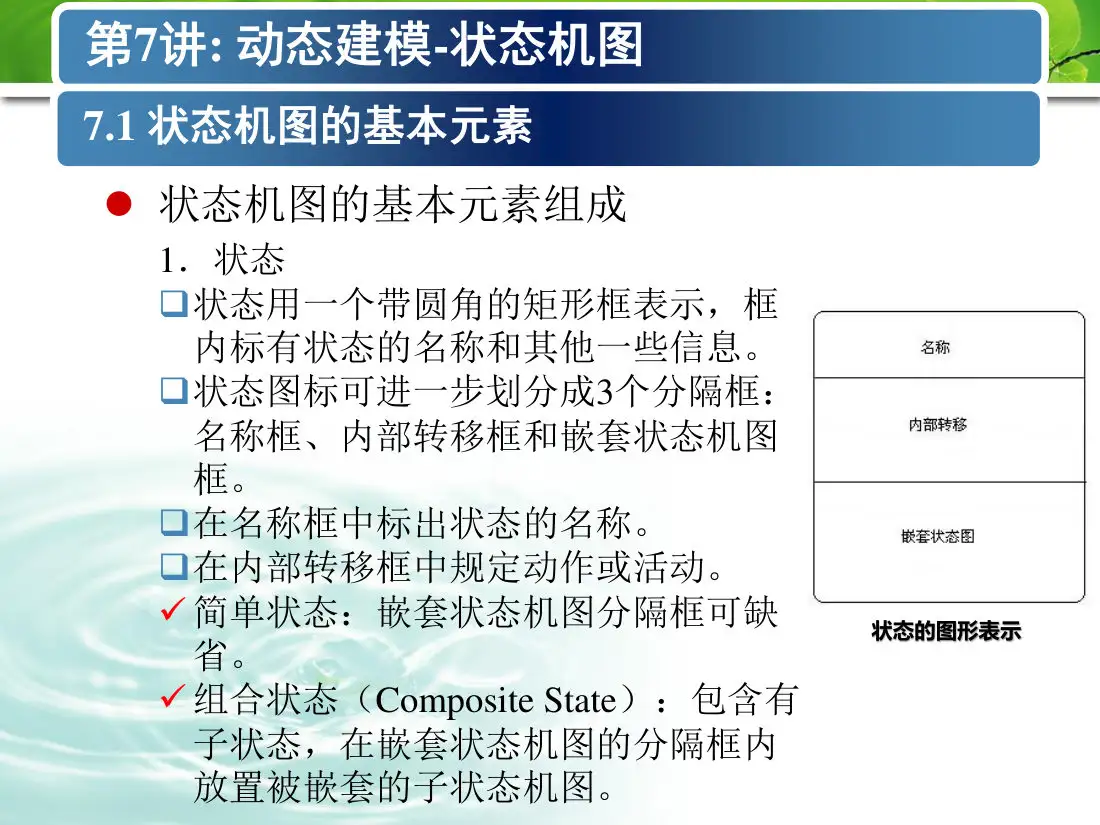 第7讲: 动态建模-状态机图
7.1 状态机图的基本元素
状态机图的基本元素组成
1．状态
状态用一个带圆角的矩形框表示，框
内标有状态的名称和其他一些信息。
状态图标可进一步划分成3个分隔框：
名称框、内部转移框和嵌套状态机图
框。
在名称框中标出状态的名称。
在内部转移框中规定动作或活动。
简单状态：嵌套状态机图分隔框可缺
省。
组合状态（Composite State）：包含有
子状态，在嵌套状态机图的分隔框内
放置被嵌套的子状态机图。
名称
内部转移
嵌套状态图
状态的图形表示